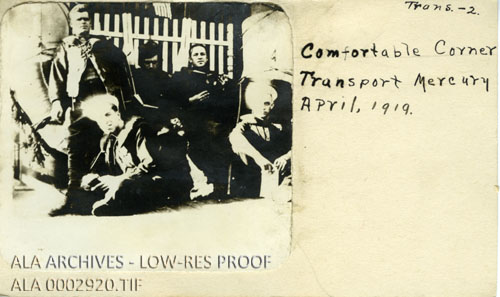 Trans.-2.
Comfortable Corner
Transport Mercury
April, 1919.
ALA ARCHIVES - LOW-RES PROOF
ALA 0002920.TIF